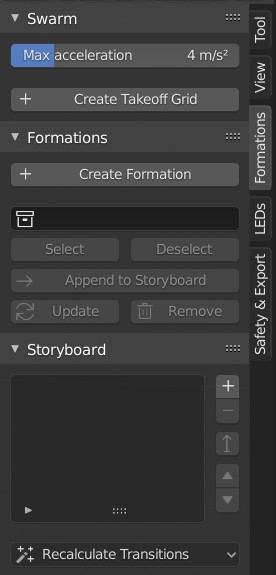 Swarm
Max acceleration 4 m/s²
Create Takeoff Grid
Formations
Create Formation
Select Deselect
Append to Storyboard
Update Remove
Storyboard
Recalculate Transitions
Tool
View
Formations
LEDs
Safety & Export